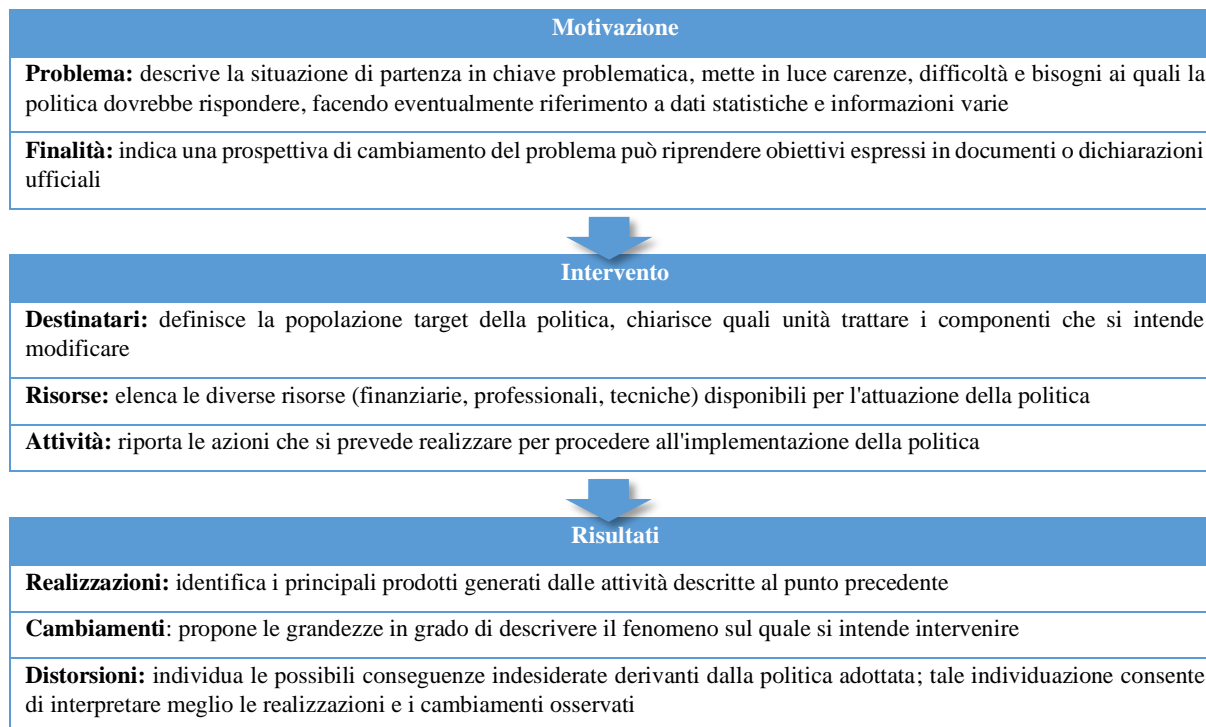 Motivazione
Problema: descrive la situazione di partenza in chiave problematica, mette in luce carenze, difficoltà e bisogni ai quali la
politica dovrebbe rispondere, facendo eventualmente riferimento a dati statistiche e informazioni varie
Finalità: indica una prospettiva di cambiamento del problema può riprendere obiettivi espressi in documenti o dichiarazioni
ufficiali
Intervento
Destinatari: definisce la popolazione target della politica, chiarisce quali unità trattare i componenti che si intende
modificare
Risorse: elenca le diverse risorse (finanziarie, professionali, tecniche) disponibili per l'attuazione della politica
Attività: riporta le azioni che si prevede realizzare per procedere all'implementazione della politica
Risultati
Realizzazioni: identifica i principali prodotti generati dalle attività descritte al punto precedente
Cambiamenti: propone le grandezze in grado di descrivere il fenomeno sul quale si intende intervenire
Distorsioni: individua le possibili conseguenze indesiderate derivanti dalla politica adottata; tale individuazione consente
di interpretare meglio le realizzazioni e i cambiamenti osservati